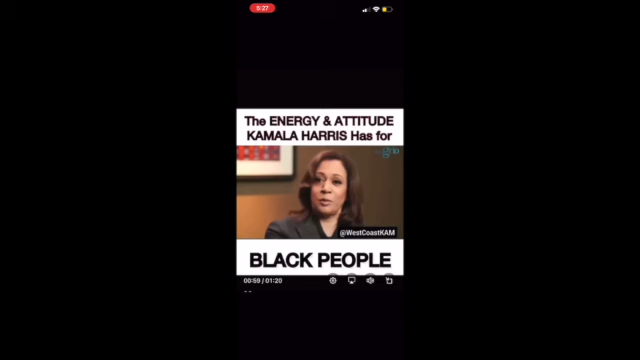 5:27
The ENERGY & ATTITUDE
KAMALA HARRIS Has for
@WestCoastKAM
BLACK PEOPLE
00:59 / 01:20